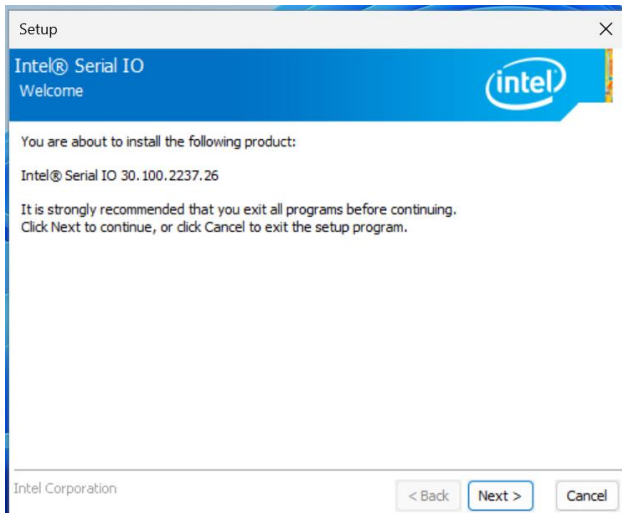 Setup
Intel® Serial IO
Welcome
intel
You are about to install the following product:
Intel® Serial IO 30.100.2237.26
It is strongly recommended that you exit all programs before continuing.
Click Next to continue, or click Cancel to exit the setup program.
Intel Corporation
< Back Next > Cancel